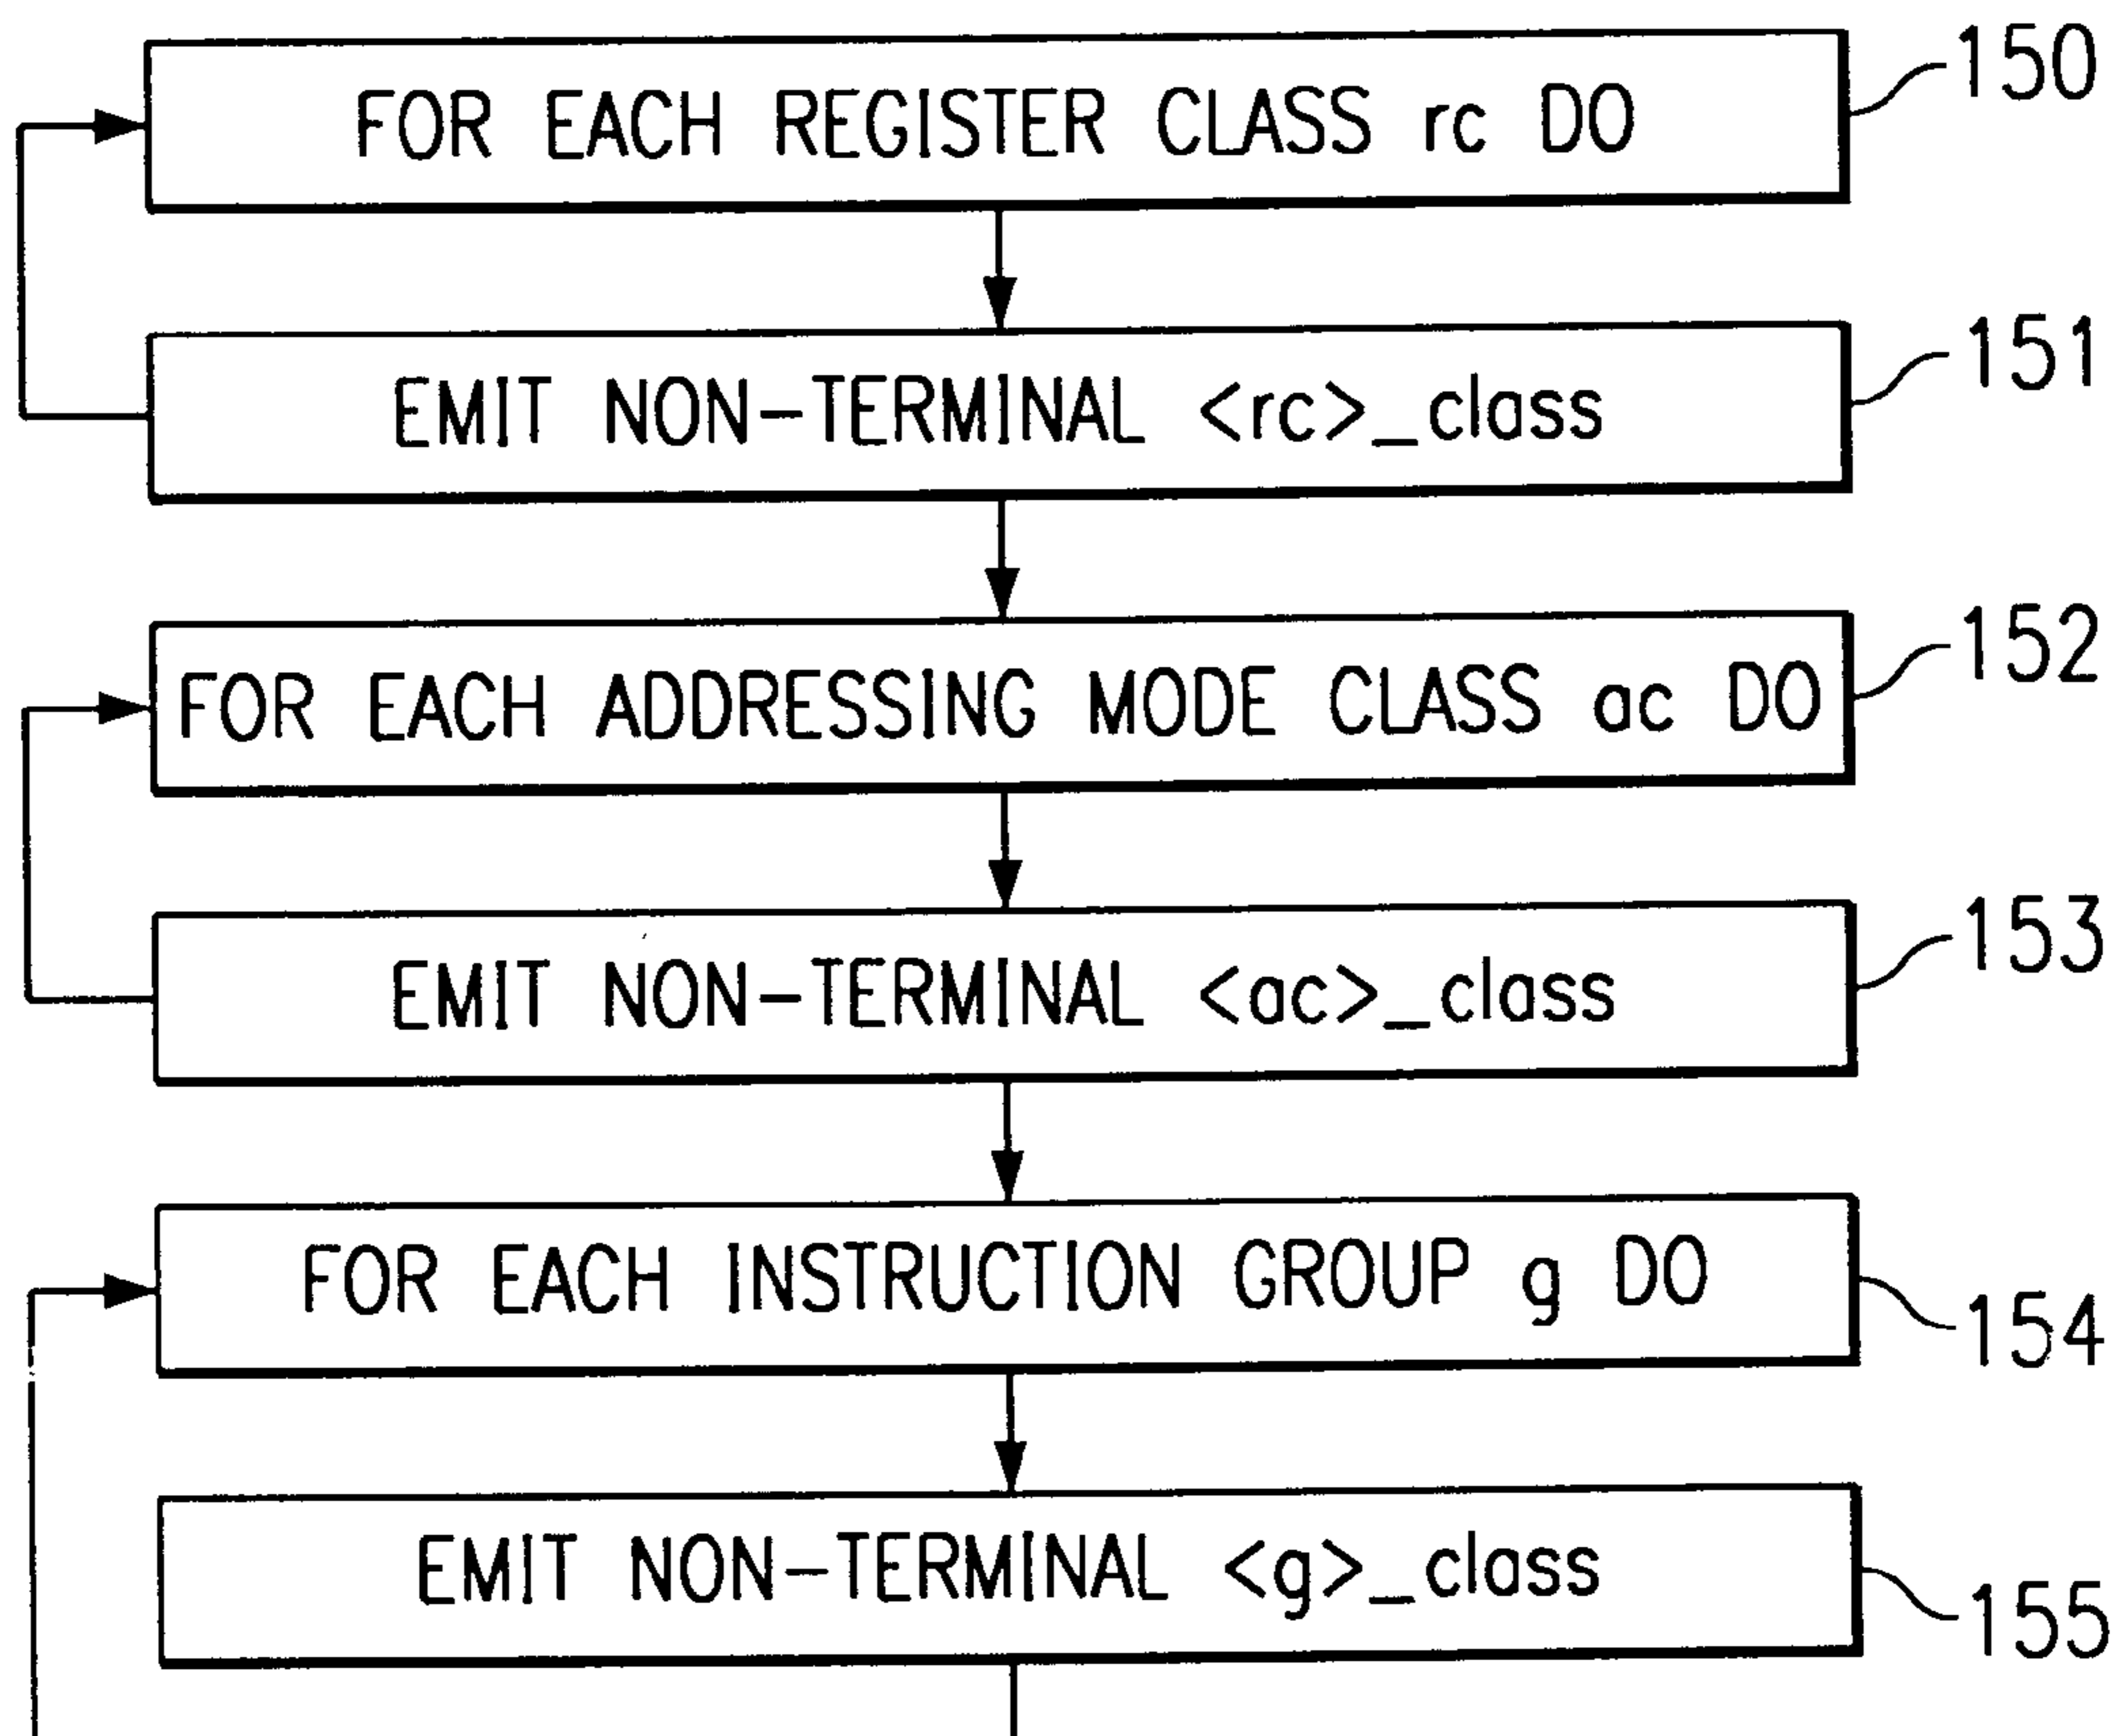 FOR EACH REGISTER CLASS rc DO
150
EMIT NON-TERMINAL <rc>_class
151
FOR EACH ADDRESSING MODE CLASS ac DO
152
EMIT NON-TERMINAL <ac>_class
153
FOR EACH INSTRUCTION GROUP g DO
154
EMIT NON-TERMINAL <g>_class
155